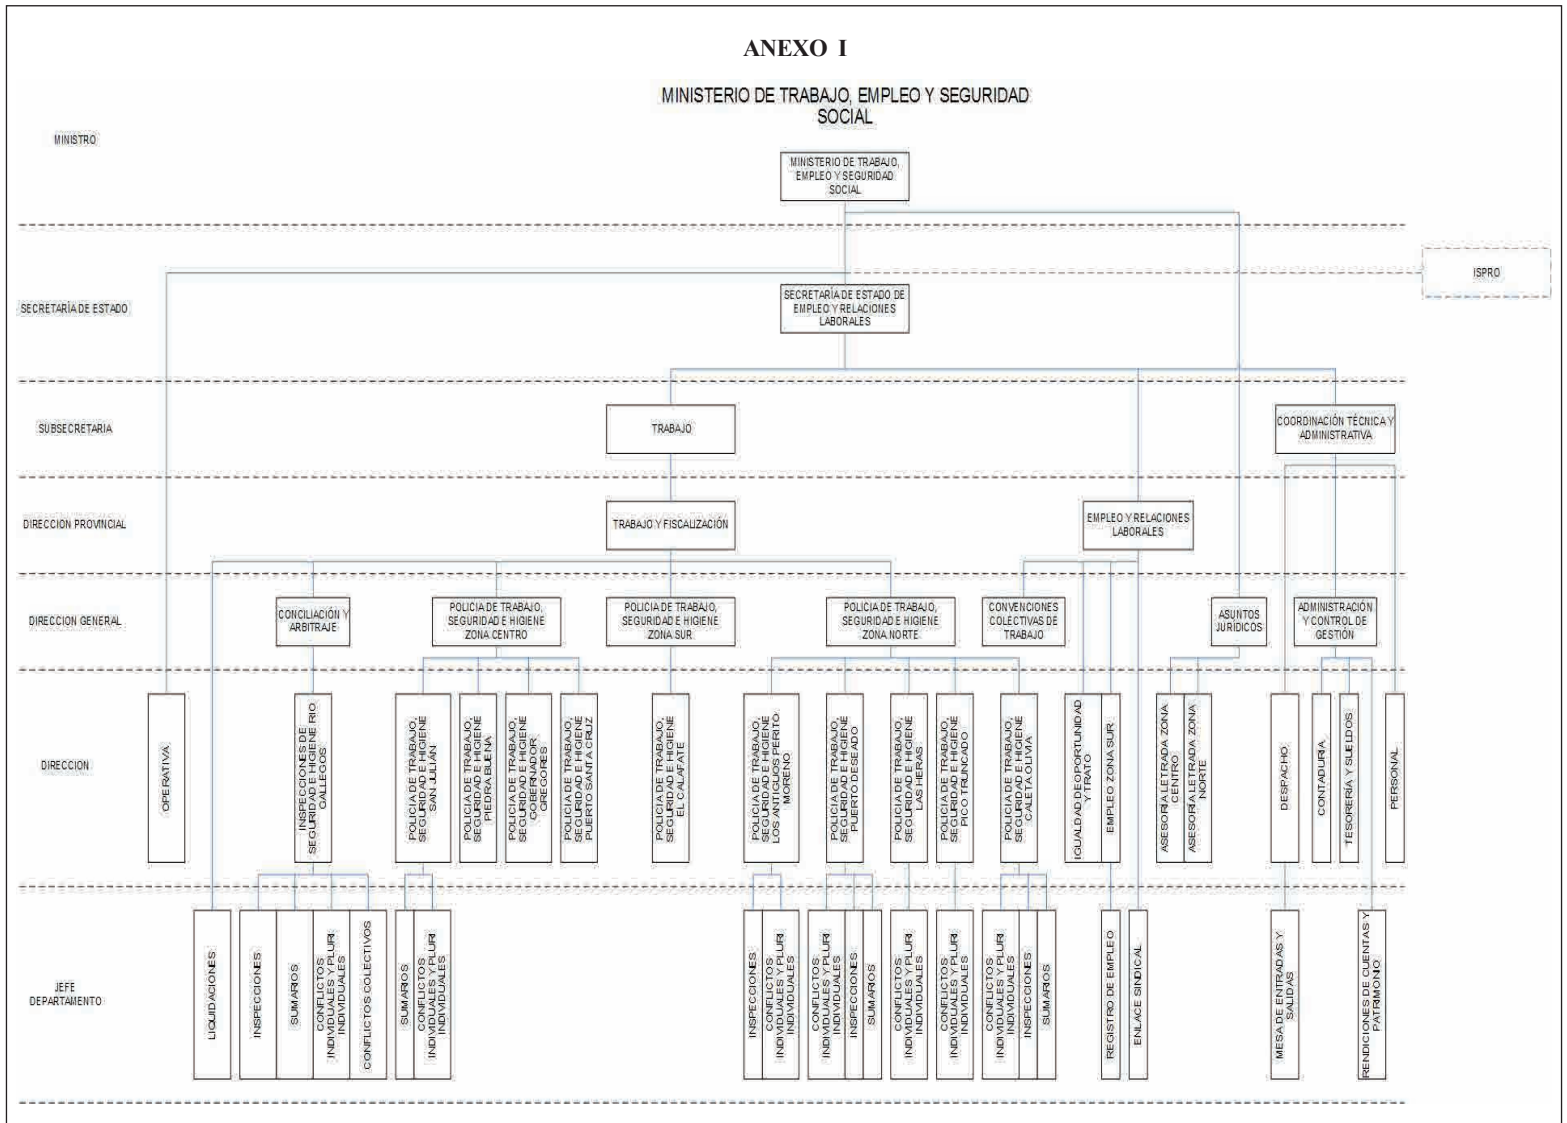 ANEXO I
MINISTERIO DE TRABAJO, EMPLEO Y SEGURIDAD
SOCIAL
MINISTRO
MINISTERIO DE TRABAJO,
EMPLEO Y SEGURIDAD
SOCIAL
ISPRO
SECRETARÍA DE ESTADO
SECRETARÍA DE ESTADO DE
EMPLEO Y RELACIONES
LABORALES
SUBSECRETARIA
TRABAJO
COORDINACIÓN TÉCNICA Y
ADMINISTRATIVA
DIRECCION PROVINCIAL
TRABAJO Y FISCALIZACIÓN
EMPLEO Y RELACIONES
LABORALES
DIRECCION GENERAL
CONCILIACIÓN Y
ARBITRAJE
POLICIA DE TRABAJO,
SEGURIDAD E HIGIENE
ZONA CENTRO
POLICIA DE TRABAJO,
SEGURIDAD E HIGIENE
ZONA SUR
POLICIA DE TRABAJO,
SEGURIDAD E HIGIENE
ZONA NORTE
CONVENCIONES
COLECTIVAS DE
TRABAJO
ASUNTOS
JURÍDICOS
ADMINISTRACIÓN
Y CONTROL DE
GESTIÓN
DIRECCION
OPERATIVA
INSPECCIONES DE
SEGURIDAD E HIGIENE RIO
GALLEGOS
POLICIA DE TRABAJO,
SEGURIDAD E HIGIENE
SAN JULIAN
POLICIA DE TRABAJO,
SEGURIDAD E HIGIENE
PIEDRA BUENA
POLICIA DE TRABAJO,
SEGURIDAD E HIGIENE
GOBERNADOR
GREGORES
POLICIA DE TRABAJO,
SEGURIDAD E HIGIENE
PUERTO SANTA CRUZ
POLICIA DE TRABAJO,
SEGURIDAD E HIGIENE
EL CALAFATE
POLICIA DE TRABAJO,
SEGURIDAD E HIGIENE
LOS ANTIGUOS PERITO
MORENO
POLICIA DE TRABAJO,
SEGURIDAD E HIGIENE
PUERTO DESEADO
POLICIA DE TRABAJO,
SEGURIDAD E HIGIENE
LAS HERAS
POLICIA DE TRABAJO,
SEGURIDAD E HIGIENE
PICO TRUNCADO
POLICIA DE TRABAJO,
SEGURIDAD E HIGIENE
CALETA OLIVIA
IGUALDAD DE OPORTUNIDAD
Y TRATO
EMPLEO ZONA SUR
ASESORÍA LETRADA ZONA
CENTRO
ASESORÍA LETRADA ZONA
NORTE
DESPACHO
CONTADURIA
TESORERÍA Y SUELDOS
PERSONAL
JEFE
DEPARTAMENTO
LIQUIDACIONES
INSPECCIONES
SUMARIOS
CONFLICTOS
INDIVIDUALES Y PLURI
INDIVIDUALES
CONFLICTOS COLECTIVOS
SUMARIOS
CONFLICTOS
INDIVIDUALES Y PLURI
INDIVIDUALES
INSPECCIONES
CONFLICTOS
INDIVIDUALES Y PLURI
INDIVIDUALES
CONFLICTOS
INDIVIDUALES Y PLURI
INDIVIDUALES
INSPECCIONES
SUMARIOS
CONFLICTOS
INDIVIDUALES Y PLURI
INDIVIDUALES
CONFLICTOS
INDIVIDUALES Y PLURI
INDIVIDUALES
CONFLICTOS
INDIVIDUALES Y PLURI
INDIVIDUALES
INSPECCIONES
SUMARIOS
REGISTRO DE EMPLEO
ENLACE SINDICAL
MESA DE ENTRADAS Y
SALIDAS
RENDICIONES DE CUENTAS Y
PATRIMONIO